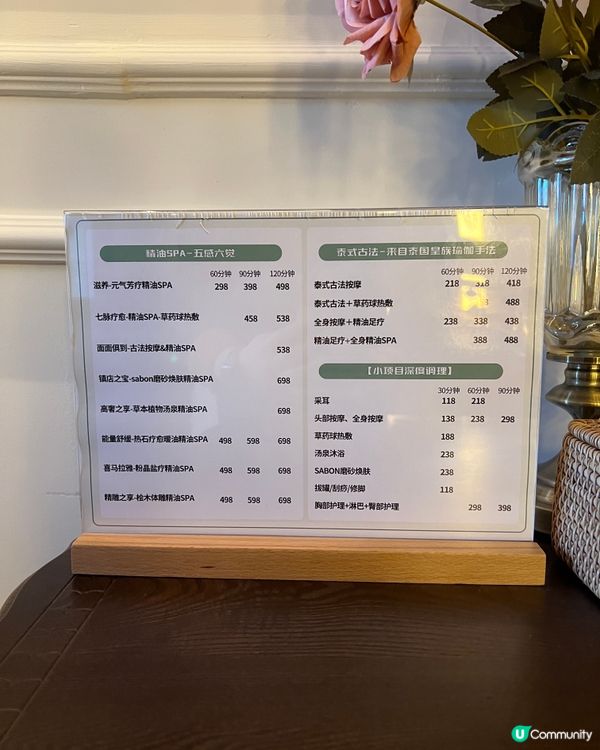 精油SPA-五感六觉
60分钟 90分钟 120分钟
滋养-元气芳疗精油SPA 298 398 498
七脉疗愈-精油SPA-草药球热敷 458 538
面面俱到-古法按摩&精油SPA 538
镇店之宝-sabon磨砂焕肤精油SPA 698
高奢之享-草本植物汤泉精油SPA 698
能量舒缓-热石疗愈暖油精油SPA 498 598 698
喜马拉雅-粉晶盐疗精油SPA 498 598 698
精雕之享-桧木体雕精油SPA 498 598 698
泰式古法-来自泰国皇族瑜伽手法
60分钟 90分钟 120分钟
泰式古法按摩 218 318 418
泰式古法+草药球热敷 488
全身按摩+精油足疗 238 338 438
精油足疗+全身精油SPA 388 488
【小项目深度调理】
30分钟 60分钟 90分钟
采耳 118 218
头部按摩、全身按摩 138 238 298
草药球热敷 188
汤泉沐浴 238
SABON磨砂焕肤 238
拔罐/刮痧/修脚 118
胸部护理+淋巴+臀部护理 298 398
U Community